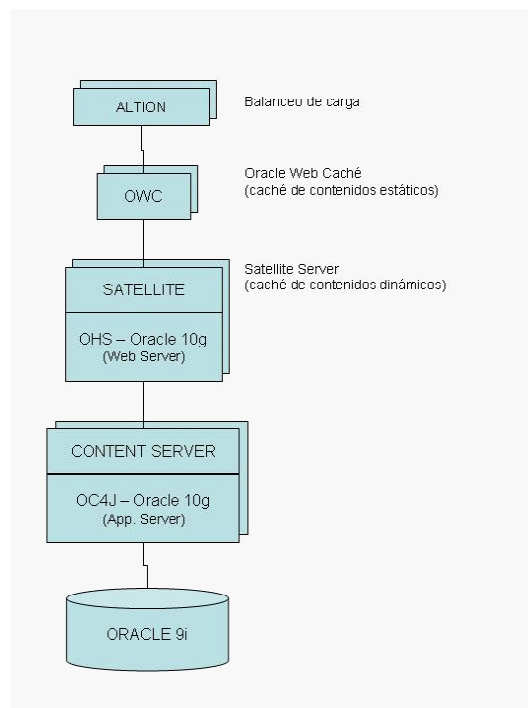 ALTION
Balanceo de carga
OWC
Oracle Web Caché
(caché de contenidos estáticos)
SATELLITE
Satellite Server
(caché de contenidos dinámicos)
OHS – Oracle 10g
(Web Server)
CONTENT SERVER
OC4J – Oracle 10g
(App. Server)
ORACLE 9i